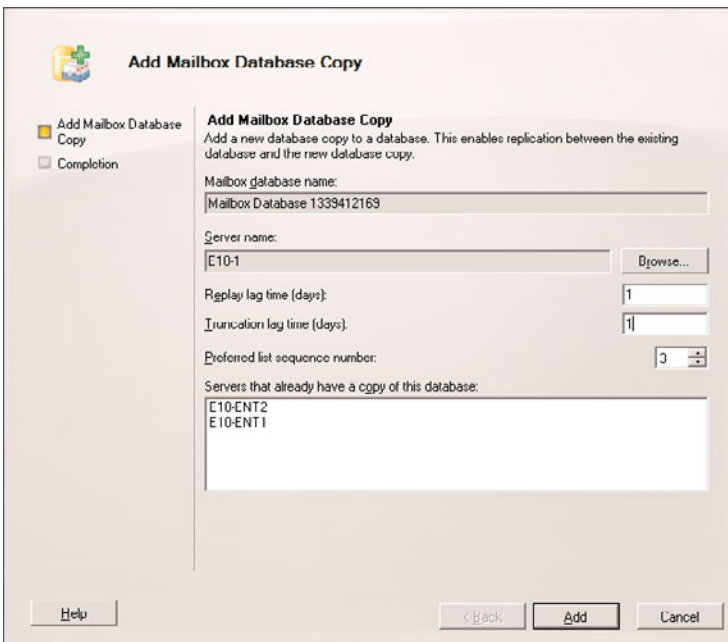 Add Mailbox Database Copy
Add Mailbox Database
Copy
Completion
Add Mailbox Database Copy
Add a new database copy to a database. This enables replication between the existing
database and the new database copy.
Mailbox database name:
Mailbox Database 1339412169
Server name:
E10-1
Browse...
Replay lag time (days):
1
Truncation lag time (days).
1
Preferred list sequence number:
3
Servers that already have a copy of this database:
E10-ENT2
E10-ENT1
Help
< Back
Add
Cancel